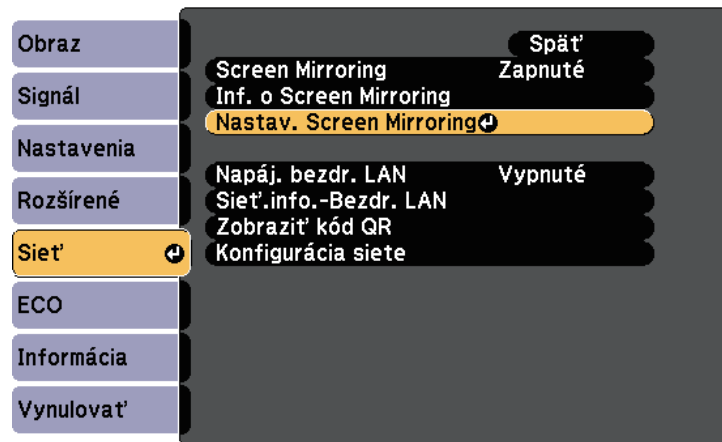 Obraz
Signál
Nastavenia
Rozšírené
Sieť
ECO
Informácia
Vynulovať
Späť
Screen Mirroring Zapnuté
Inf. o Screen Mirroring
Nastav. Screen Mirroring
Napáj. bezdr. LAN Vypnuté
Sieť.info.-Bezdr. LAN
Zobraziť kód QR
Konfigurácia siete